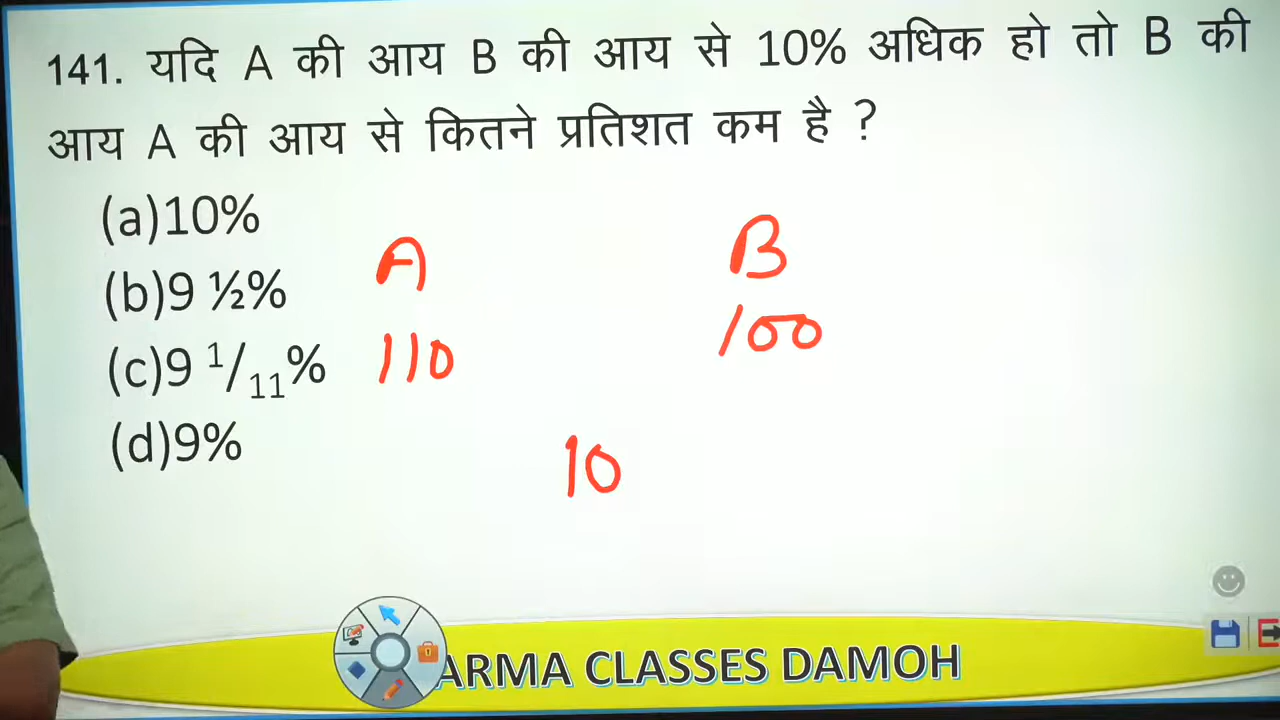 141. यदि A की आय B की आय से 10% अधिक हो तो B की
आय A की आय से कितने प्रतिशत कम है ?
(a)10%
(b)9 ½%
(c)9 ¹/₁₁%
(d)9%
A B
110 100
10
ARMA CLASSES DAMOH